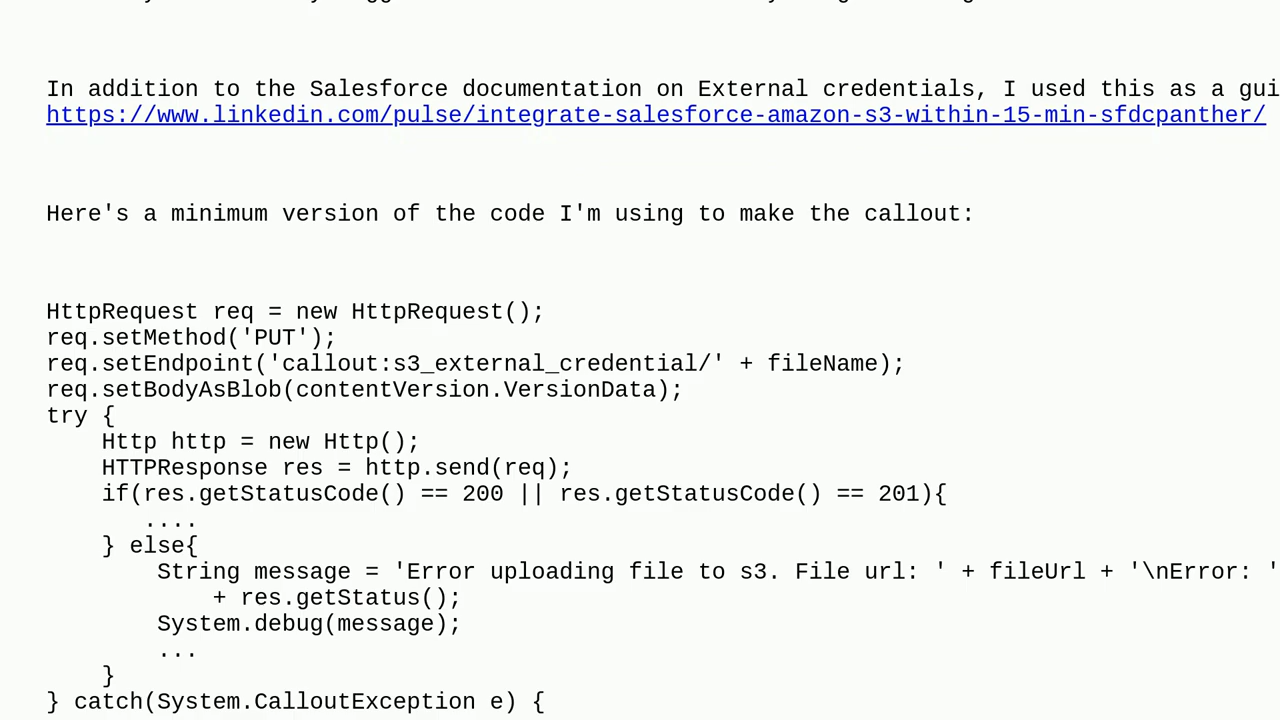 In addition to the Salesforce documentation on External credentials, I used this as a gui
https://www.linkedin.com/pulse/integrate-salesforce-amazon-s3-within-15-min-sfdcpanther/
Here's a minimum version of the code I'm using to make the callout:
HttpRequest req = new HttpRequest();
req.setMethod('PUT');
req.setEndpoint('callout:s3_external_credential/' + fileName);
req.setBodyAsBlob(contentVersion.VersionData);
try {
    Http http = new Http();
    HTTPResponse res = http.send(req);
    if(res.getStatusCode() == 200 || res.getStatusCode() == 201){
       ....
    } else{
        String message = 'Error uploading file to s3. File url: ' + fileUrl + '\nError: '
            + res.getStatus();
        System.debug(message);
        ...
    }
} catch(System.CalloutException e) {